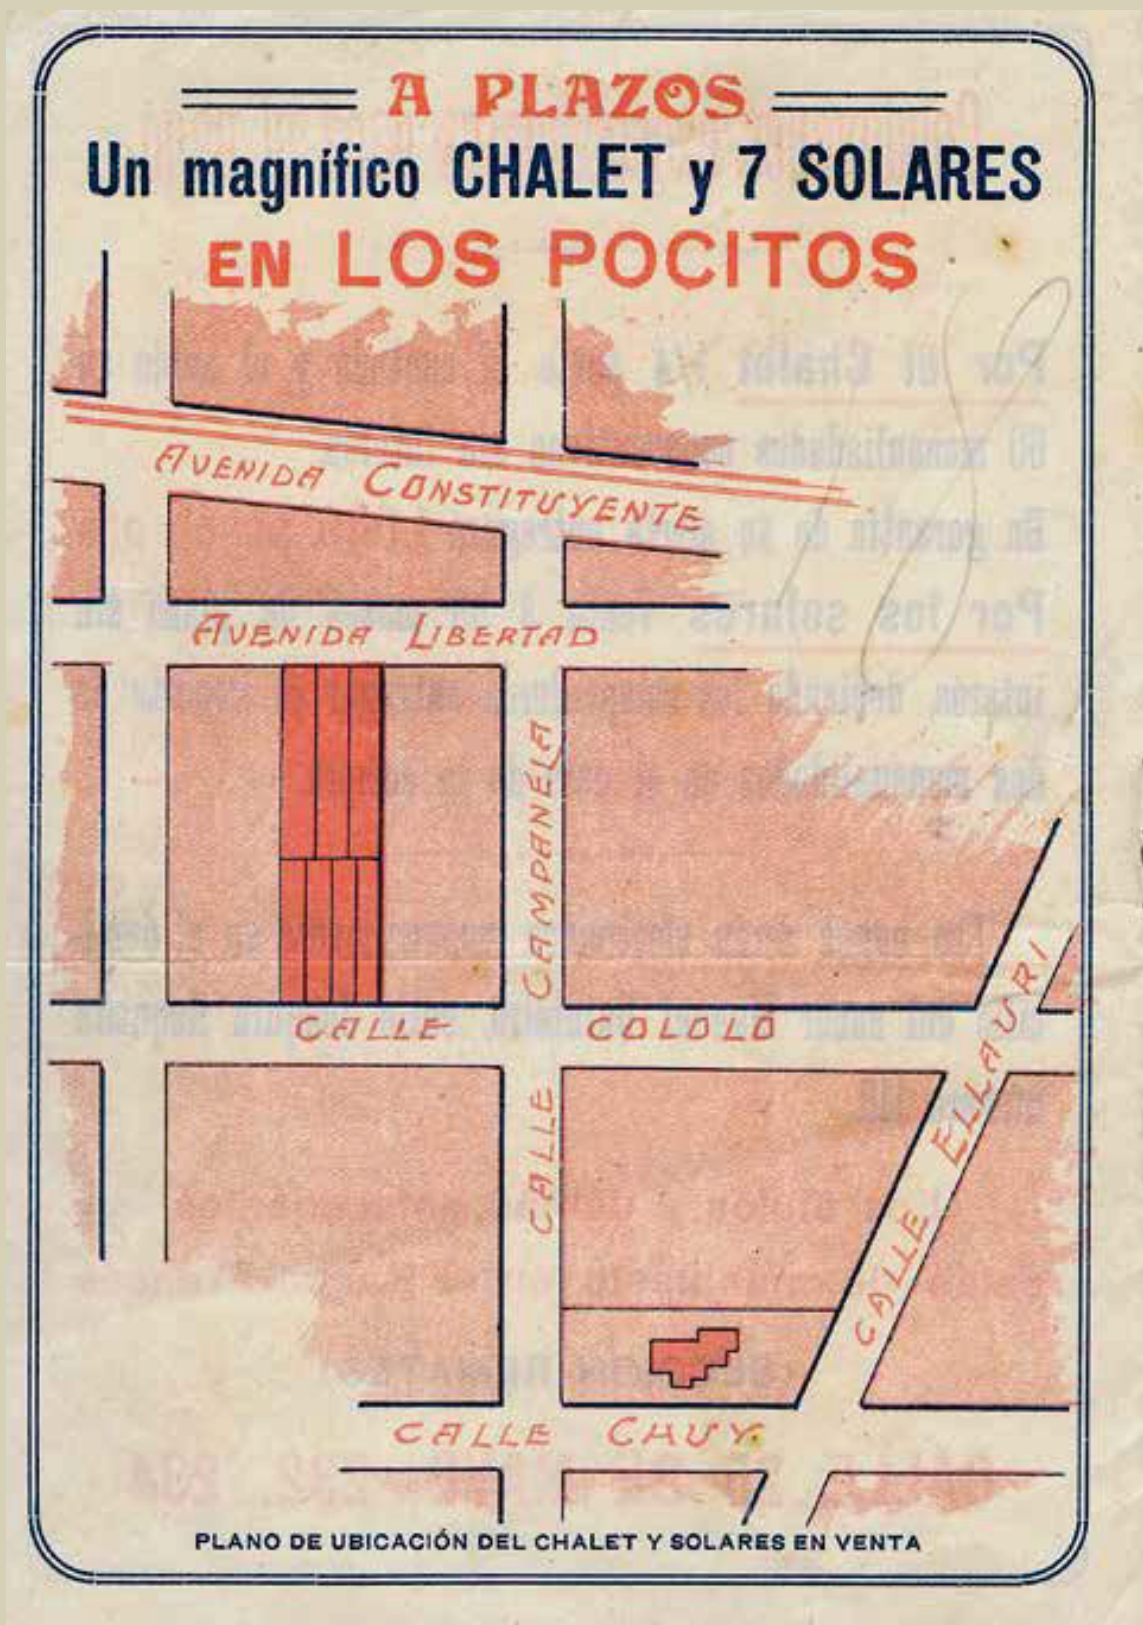 A PLAZOS
Un magnífico CHALET y 7 SOLARES
EN LOS POCITOS
AVENIDA CONSTITUYENTE
AVENIDA LIBERTAD
CALLE CAMPANELA
CALLE COLOLÓ
CALLE ELLAURI
CALLE CHUY
PLANO DE UBICACIÓN DEL CHALET Y SOLARES EN VENTA